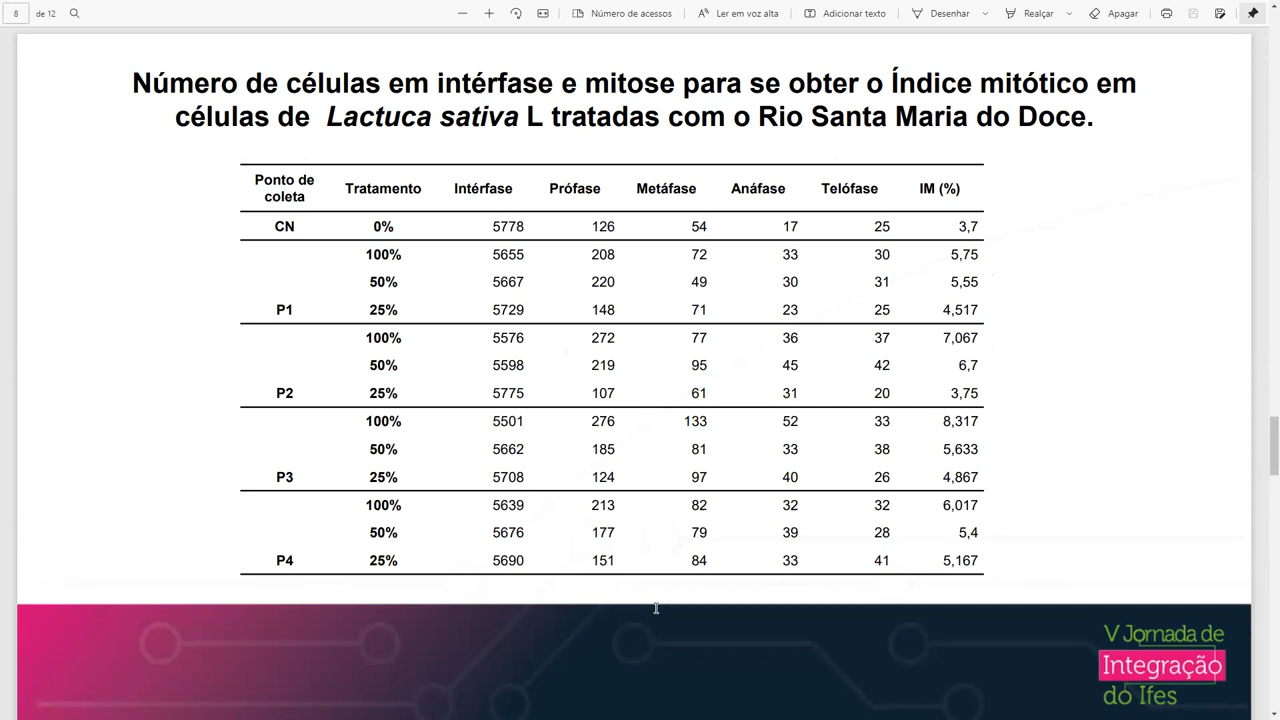 8 de 12 Número de acessos Ler em voz alta Adicionar texto Desenhar Realçar Apagar
Número de células em intérfase e mitose para se obter o Índice mitótico em
células de Lactuca sativa L tratadas com o Rio Santa Maria do Doce.
Ponto de coleta Tratamento Intérfase Prófase Metáfase Anáfase Telófase IM (%)
CN 0% 5778 126 54 17 25 3,7
100% 5655 208 72 33 30 5,75
50% 5667 220 49 30 31 5,55
P1 25% 5729 148 71 23 25 4,517
100% 5576 272 77 36 37 7,067
50% 5598 219 95 45 42 6,7
P2 25% 5775 107 61 31 20 3,75
100% 5501 276 133 52 33 8,317
50% 5662 185 81 33 38 5,633
P3 25% 5708 124 97 40 26 4,867
100% 5639 213 82 32 32 6,017
50% 5676 177 79 39 28 5,4
P4 25% 5690 151 84 33 41 5,167
V Jornada de
Integração
do Ifes